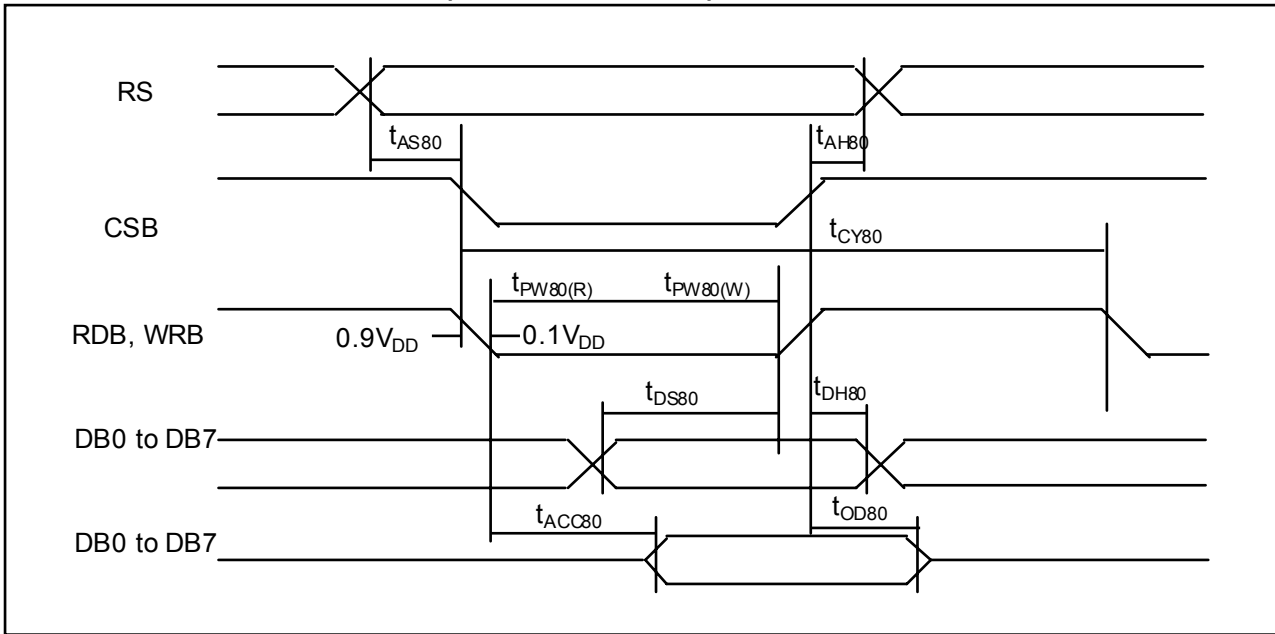 RS
tAS80
tAH80
CSB
tCY80
tPW80(R)
tPW80(W)
RDB, WRB
0.9VDD
0.1VDD
tDS80
tDH80
DB0 to DB7
tACC80
tOD80
DB0 to DB7